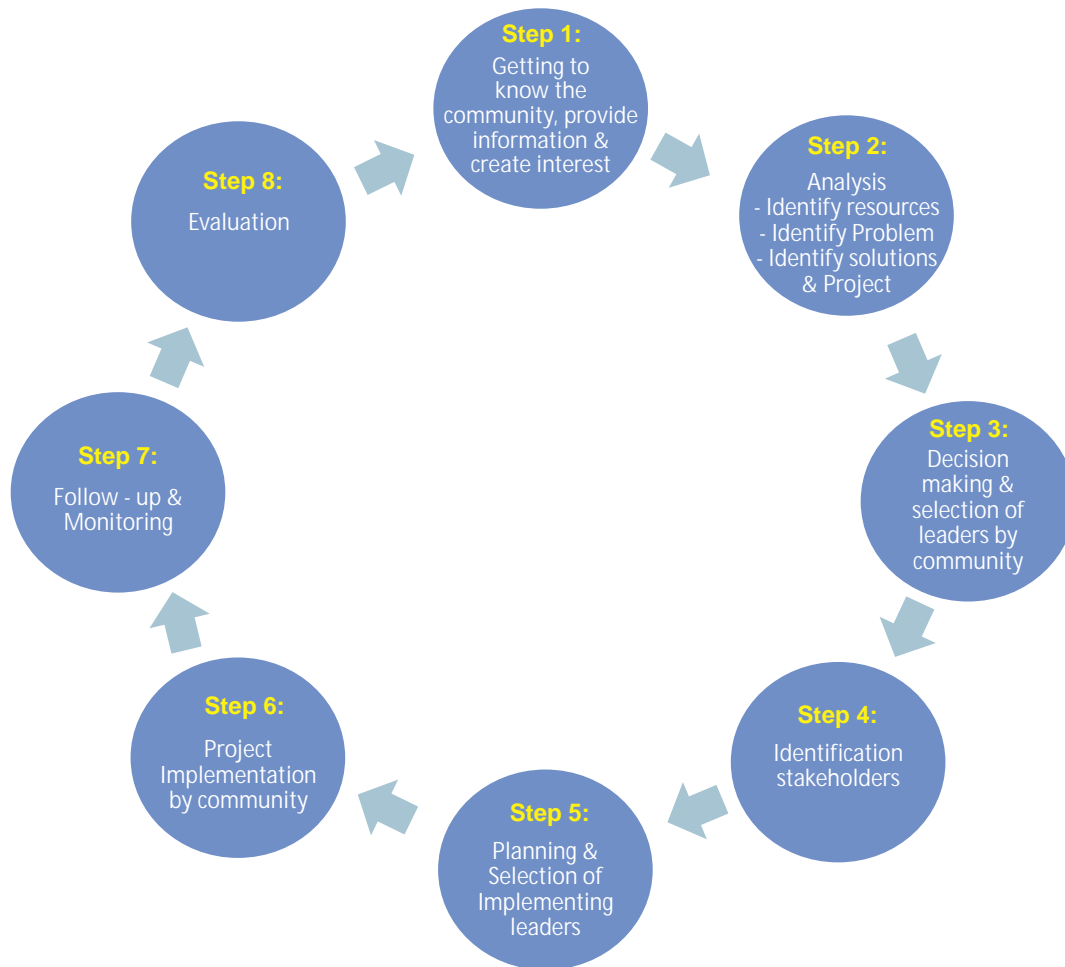 Step 1:
Getting to
know the
community, provide
information &
create interest
Step 2:
Analysis
- Identify resources
- Identify Problem
- Identify solutions
& Project
Step 3:
Decision
making &
selection of
leaders by
community
Step 4:
Identification
stakeholders
Step 5:
Planning &
Selection of
Implementing
leaders
Step 6:
Project
Implementation
by community
Step 7:
Follow - up &
Monitoring
Step 8:
Evaluation